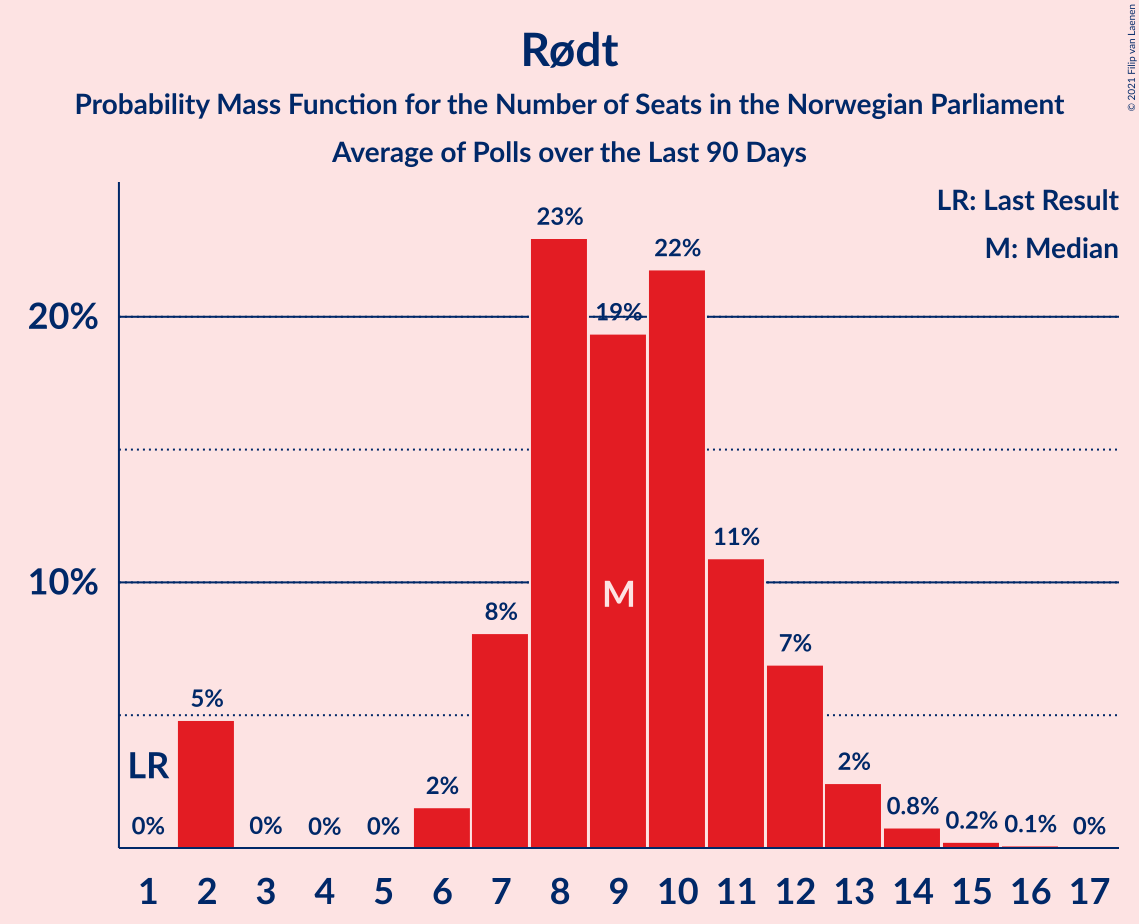 Rødt
Probability Mass Function for the Number of Seats in the Norwegian Parliament
Average of Polls over the Last 90 Days
© 2021 Filip van Laenen
LR: Last Result
M: Median
20%
10%
0%
5%
0%
0%
0%
2%
8%
23%
19%
22%
11%
7%
2%
0.8%
0.2%
0.1%
0%
LR
M
1 2 3 4 5 6 7 8 9 10 11 12 13 14 15 16 17